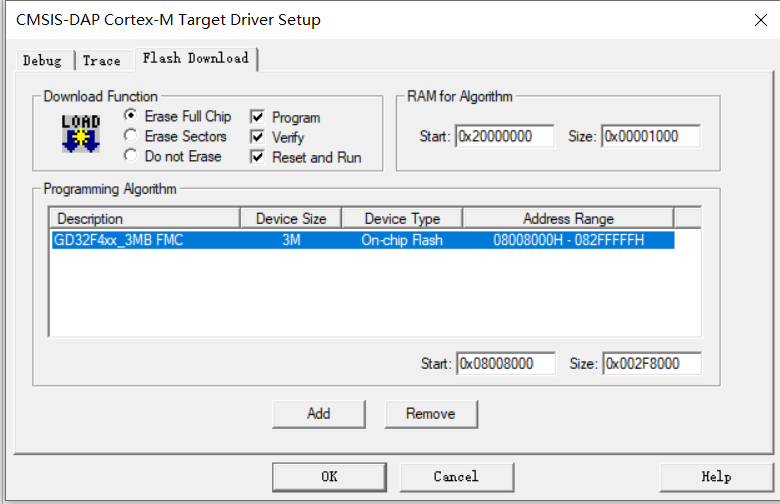 CMSIS-DAP Cortex-M Target Driver Setup
Debug Trace Flash Download
Download Function
LOAD
Erase Full Chip Program
Erase Sectors Verify
Do not Erase Reset and Run
RAM for Algorithm
Start: 0x20000000 Size: 0x00001000
Programming Algorithm
Description Device Size Device Type Address Range
GD32F4xx_3MB FMC 3M On-chip Flash 08008000H - 082FFFFFH
Start: 0x08008000 Size: 0x002F8000
Add Remove
OK Cancel Help